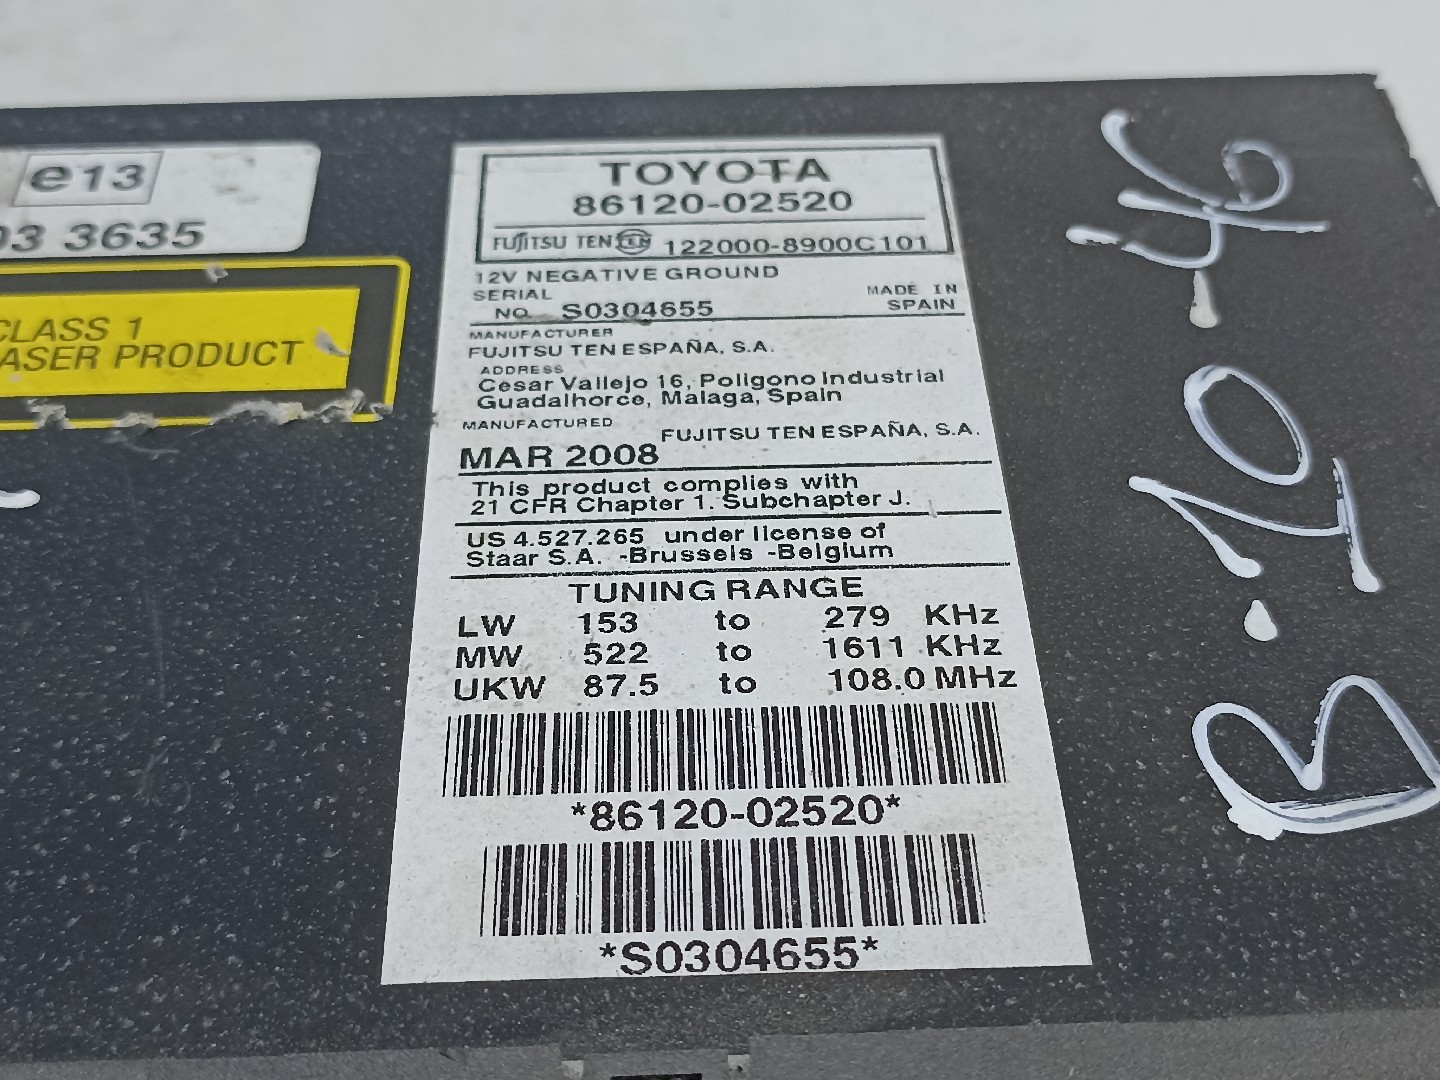 e13
03 3635
CLASS 1
ASER PRODUCT
TOYOTA
86120-02520
FUJITSU TEN TEN 122000-8900C101
12V NEGATIVE GROUND
SERIAL
NO. S0304655
MADE IN
SPAIN
MANUFACTURER
FUJITSU TEN ESPAÑA, S.A.
ADDRESS
Cesar Vallejo 16, Poligono Industrial
Guadalhorce, Malaga, Spain
MANUFACTURED
FUJITSU TEN ESPAÑA, S.A.
MAR 2008
This product complies with
21 CFR Chapter 1. Subchapter J.
US 4.527.265 under license of
Staar S.A. -Brussels -Belgium
TUNING RANGE
LW 153 to 279 KHz
MW 522 to 1611 KHz
UKW 87.5 to 108.0 MHz
*86120-02520*
*S0304655*
B-10-46